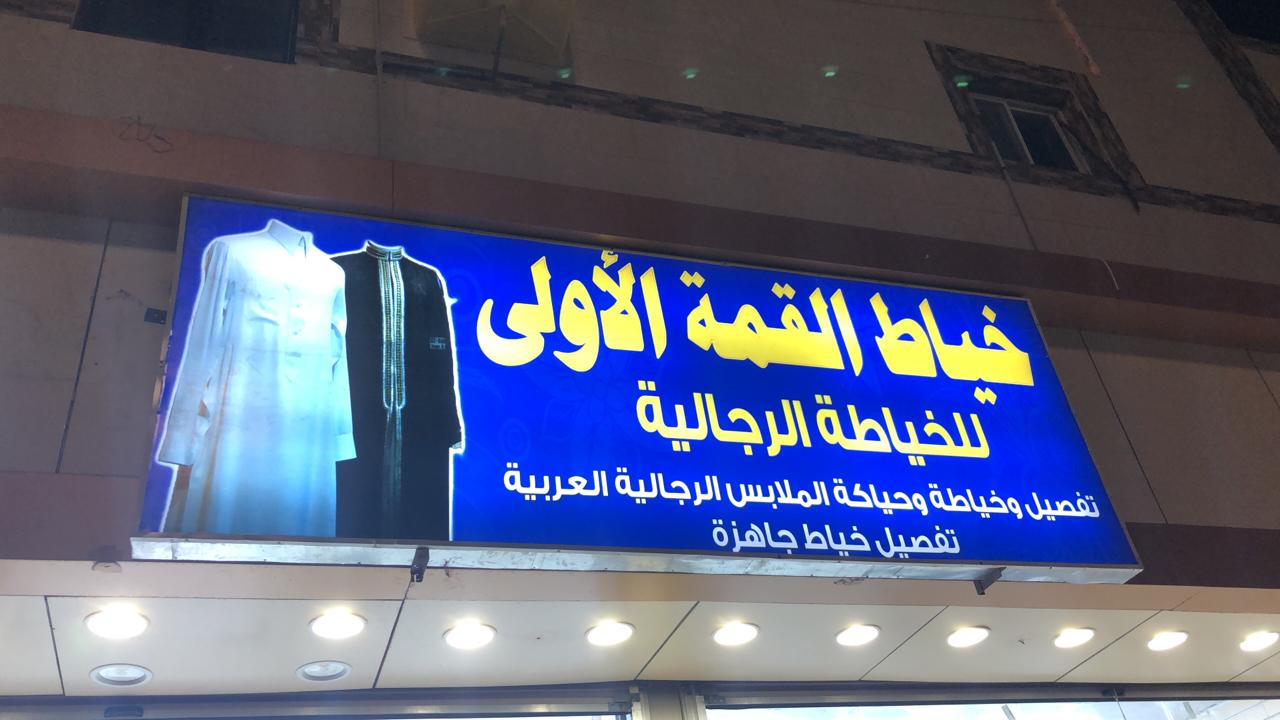 خياط القمة الأولى
للخياطة الرجالية
تفصيل وخياطة وحياكة الملابس الرجالية العربية
تفصيل خياط جاهزة